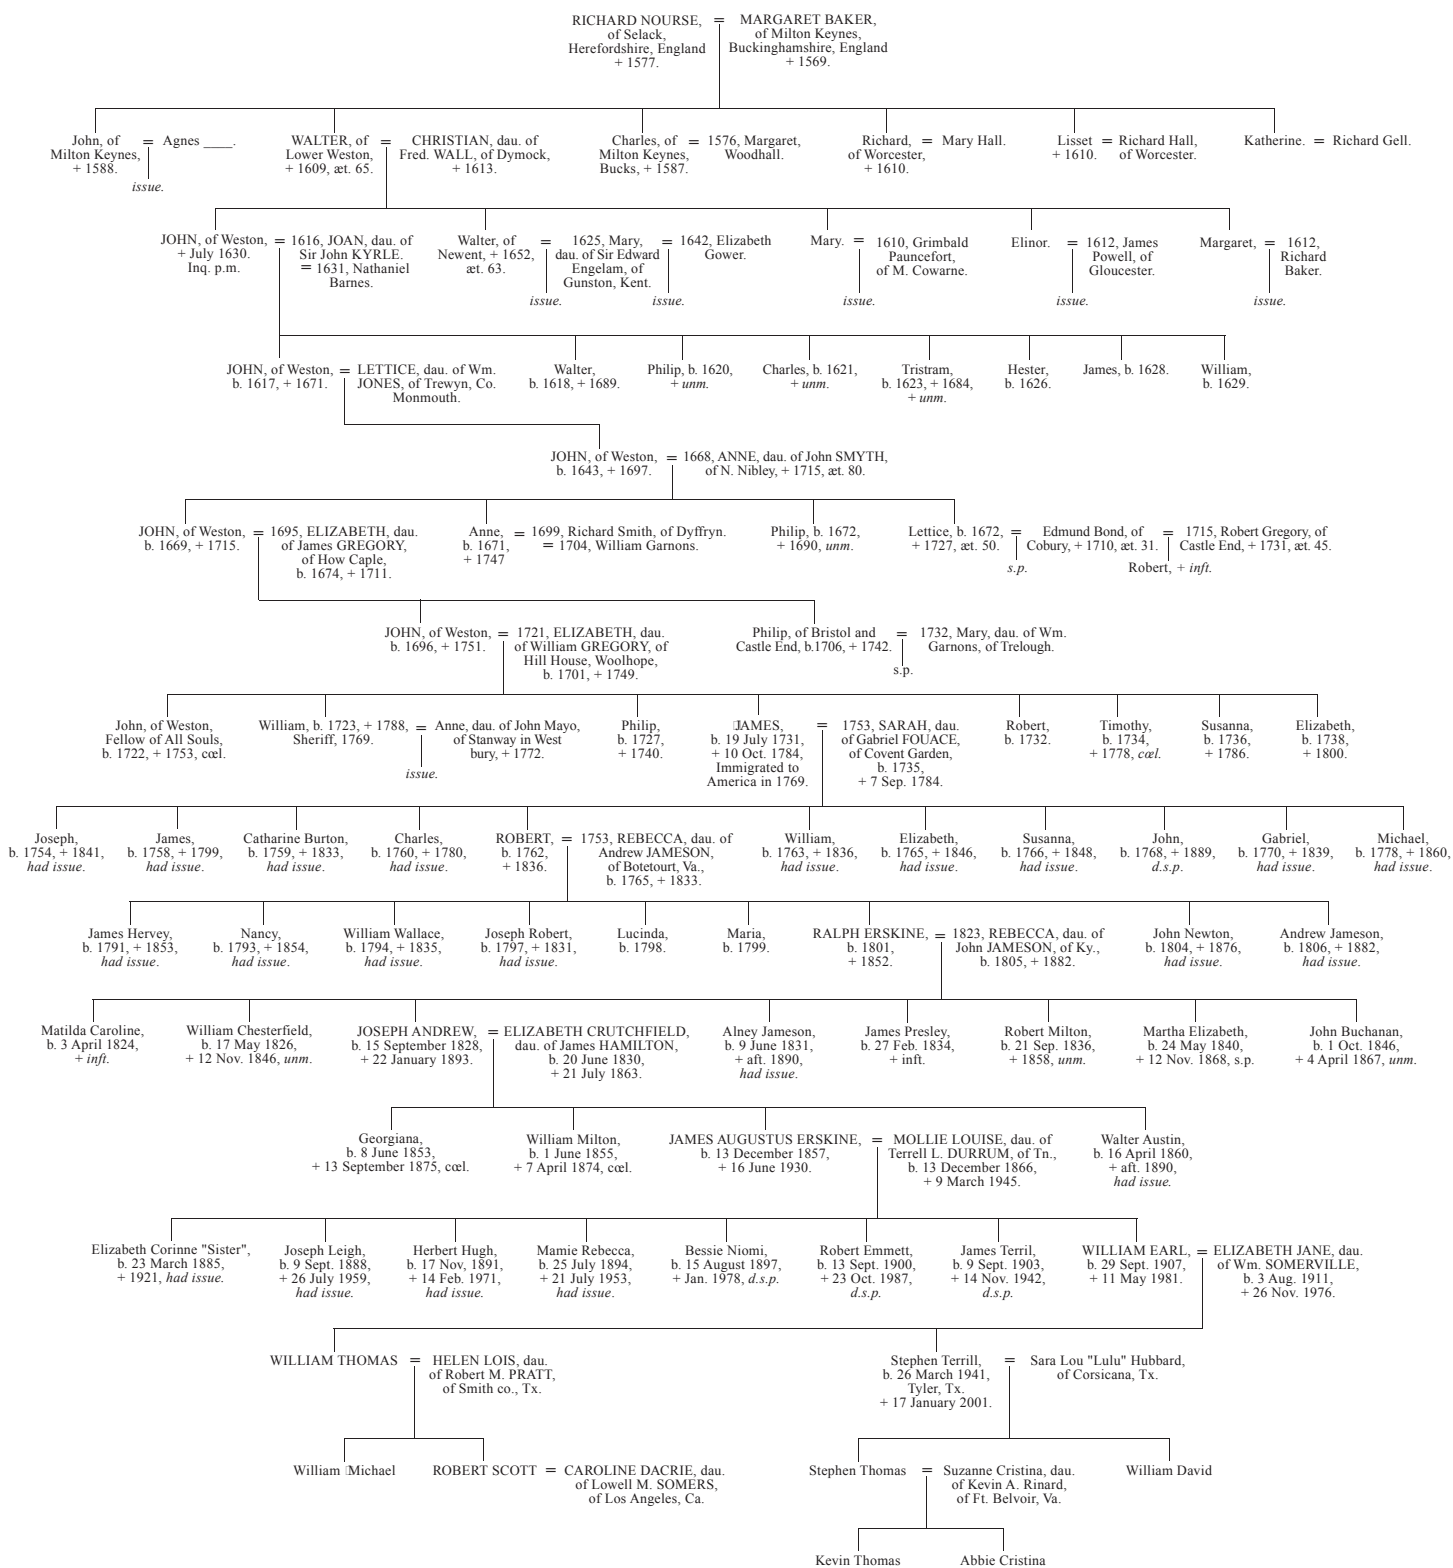 RICHARD NOURSE,
of Selack,
Herefordshire, England
+ 1577.
=
MARGARET BAKER,
of Milton Keynes,
Buckinghamshire, England
+ 1569.
John, of
Milton Keynes,
+ 1588.
=
Agnes ____.
issue.
WALTER, of
Lower Weston,
+ 1609, æt. 65.
=
CHRISTIAN, dau. of
Fred. WALL, of Dymock,
+ 1613.
Charles, of
Milton Keynes,
Bucks, + 1587.
=
1576, Margaret,
Woodhall.
Richard,
of Worcester,
+ 1610.
=
Mary Hall.
Lisset
+ 1610.
=
Richard Hall,
of Worcester.
Katherine.
=
Richard Gell.
JOHN, of Weston,
+ July 1630.
Inq. p.m.
=
1616, JOAN, dau. of
Sir John KYRLE.
= 1631, Nathaniel
Barnes.
Walter, of
Newent, + 1652,
æt. 63.
=
1625, Mary,
dau. of Sir Edward
Engelam, of
Gunston, Kent.
issue.
=
1642, Elizabeth
Gower.
issue.
Mary.
=
1610, Grimbald
Pauncefort,
of M. Cowarne.
issue.
Elinor.
=
1612, James
Powell, of
Gloucester.
issue.
Margaret,
=
1612,
Richard
Baker.
issue.
JOHN, of Weston,
b. 1617, + 1671.
=
LETTICE, dau. of Wm.
JONES, of Trewyn, Co.
Monmouth.
Walter,
b. 1618, + 1689.
Philip, b. 1620,
+ unm.
Charles, b. 1621,
+ unm.
Tristram,
b. 1623, + 1684,
+ unm.
Hester,
b. 1626.
James, b. 1628.
William,
b. 1629.
JOHN, of Weston,
b. 1643, + 1697.
=
1668, ANNE, dau. of John SMYTH,
of N. Nibley, + 1715, æt. 80.
JOHN, of Weston,
b. 1669, + 1715.
=
1695, ELIZABETH, dau.
of James GREGORY,
of How Caple,
b. 1674, + 1711.
Anne,
b. 1671,
+ 1747
= 1699, Richard Smith, of Dyffryn.
= 1704, William Garnons.
Philip, b. 1672,
+ 1690, unm.
Lettice, b. 1672,
+ 1727, æt. 50.
=
s.p.
Edmund Bond, of
Cobury, + 1710, æt. 31.
=
1715, Robert Gregory, of
Castle End, + 1731, æt. 45.
Robert, + inft.
JOHN, of Weston,
b. 1696, + 1751.
=
1721, ELIZABETH, dau.
of William GREGORY, of
Hill House, Woolhope,
b. 1701, + 1749.
Philip, of Bristol and
Castle End, b.1706, + 1742.
=
1732, Mary, dau. of Wm.
Garnons, of Trelough.
s.p.
John, of Weston,
Fellow of All Souls,
b. 1722, + 1753, cœl.
William, b. 1723, + 1788,
Sheriff, 1769.
=
Anne, dau. of John Mayo,
of Stanway in West
bury, + 1772.
issue.
Philip,
b. 1727,
+ 1740.
JAMES,
b. 19 July 1731,
+ 10 Oct. 1784,
Immigrated to
America in 1769.
=
1753, SARAH, dau.
of Gabriel FOUACE,
of Covent Garden,
b. 1735,
+ 7 Sep. 1784.
Robert,
b. 1732.
Timothy,
b. 1734,
+ 1778, cœl.
Susanna,
b. 1736,
+ 1786.
Elizabeth,
b. 1738,
+ 1800.
Joseph,
b. 1754, + 1841,
had issue.
James,
b. 1758, + 1799,
had issue.
Catharine Burton,
b. 1759, + 1833,
had issue.
Charles,
b. 1760, + 1780,
had issue.
ROBERT,
b. 1762,
+ 1836.
=
1753, REBECCA, dau. of
Andrew JAMESON,
of Botetourt, Va.,
b. 1765, + 1833.
William,
b. 1763, + 1836,
had issue.
Elizabeth,
b. 1765, + 1846,
had issue.
Susanna,
b. 1766, + 1848,
had issue.
John,
b. 1768, + 1889,
d.s.p.
Gabriel,
b. 1770, + 1839,
had issue.
Michael,
b. 1778, + 1860,
had issue.
James Hervey,
b. 1791, + 1853,
had issue.
Nancy,
b. 1793, + 1854,
had issue.
William Wallace,
b. 1794, + 1835,
had issue.
Joseph Robert,
b. 1797, + 1831,
had issue.
Lucinda,
b. 1798.
Maria,
b. 1799.
RALPH ERSKINE,
b. 1801,
+ 1852.
=
1823, REBECCA, dau. of
John JAMESON, of Ky.,
b. 1805, + 1882.
John Newton,
b. 1804, + 1876,
had issue.
Andrew Jameson,
b. 1806, + 1882,
had issue.
Matilda Caroline,
b. 3 April 1824,
+ inft.
William Chesterfield,
b. 17 May 1826,
+ 12 Nov. 1846, unm.
JOSEPH ANDREW,
b. 15 September 1828,
+ 22 January 1893.
=
ELIZABETH CRUTCHFIELD,
dau. of James HAMILTON,
b. 20 June 1830,
+ 21 July 1863.
Alney Jameson,
b. 9 June 1831,
+ aft. 1890,
had issue.
James Presley,
b. 27 Feb. 1834,
+ inft.
Robert Milton,
b. 21 Sep. 1836,
+ 1858, unm.
Martha Elizabeth,
b. 24 May 1840,
+ 12 Nov. 1868, s.p.
John Buchanan,
b. 1 Oct. 1846,
+ 4 April 1867, unm.
Georgiana,
b. 8 June 1853,
+ 13 September 1875, cœl.
William Milton,
b. 1 June 1855,
+ 7 April 1874, cœl.
JAMES AUGUSTUS ERSKINE,
b. 13 December 1857,
+ 16 June 1930.
=
MOLLIE LOUISE, dau. of
Terrell L. DURRUM, of Tn.,
b. 13 December 1866,
+ 9 March 1945.
Walter Austin,
b. 16 April 1860,
+ aft. 1890,
had issue.
Elizabeth Corinne "Sister",
b. 23 March 1885,
+ 1921, had issue.
Joseph Leigh,
b. 9 Sept. 1888,
+ 26 July 1959,
had issue.
Herbert Hugh,
b. 17 Nov, 1891,
+ 14 Feb. 1971,
had issue.
Mamie Rebecca,
b. 25 July 1894,
+ 21 July 1953,
had issue.
Bessie Niomi,
b. 15 August 1897,
+ Jan. 1978, d.s.p.
Robert Emmett,
b. 13 Sept. 1900,
+ 23 Oct. 1987,
d.s.p.
James Terril,
b. 9 Sept. 1903,
+ 14 Nov. 1942,
d.s.p.
WILLIAM EARL,
b. 29 Sept. 1907,
+ 11 May 1981.
=
ELIZABETH JANE, dau.
of Wm. SOMERVILLE,
b. 3 Aug. 1911,
+ 26 Nov. 1976.
WILLIAM THOMAS
=
HELEN LOIS, dau.
of Robert M. PRATT,
of Smith co., Tx.
Stephen Terrill,
b. 26 March 1941,
Tyler, Tx.
+ 17 January 2001.
=
Sara Lou "Lulu" Hubbard,
of Corsicana, Tx.
William Michael
ROBERT SCOTT
=
CAROLINE DACRIE, dau.
of Lowell M. SOMERS,
of Los Angeles, Ca.
Stephen Thomas
=
Suzanne Cristina, dau.
of Kevin A. Rinard,
of Ft. Belvoir, Va.
William David
Kevin Thomas
Abbie Cristina